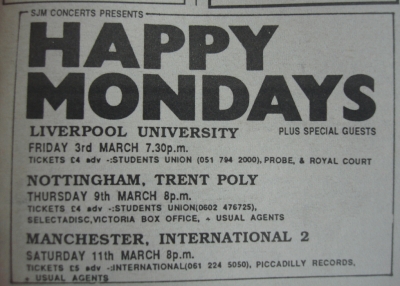 SJM CONCERTS PRESENTS
HAPPY
MONDAYS
LIVERPOOL UNIVERSITY PLUS SPECIAL GUESTS
FRIDAY 3rd MARCH 7.30p.m.
TICKETS £4 adv -:STUDENTS UNION (051 794 2000), PROBE, & ROYAL COURT
NOTTINGHAM, TRENT POLY
THURSDAY 9th MARCH 8p.m.
TICKETS £4 adv -:STUDENTS UNION(0602 476725),
SELECTADISC,VICTORIA BOX OFFICE, + USUAL AGENTS
MANCHESTER, INTERNATIONAL 2
SATURDAY 11th MARCH 8p.m.
TICKETS £5 adv -:INTERNATIONAL(061 224 5050), PICCADILLY RECORDS,
+ USUAL AGENTS